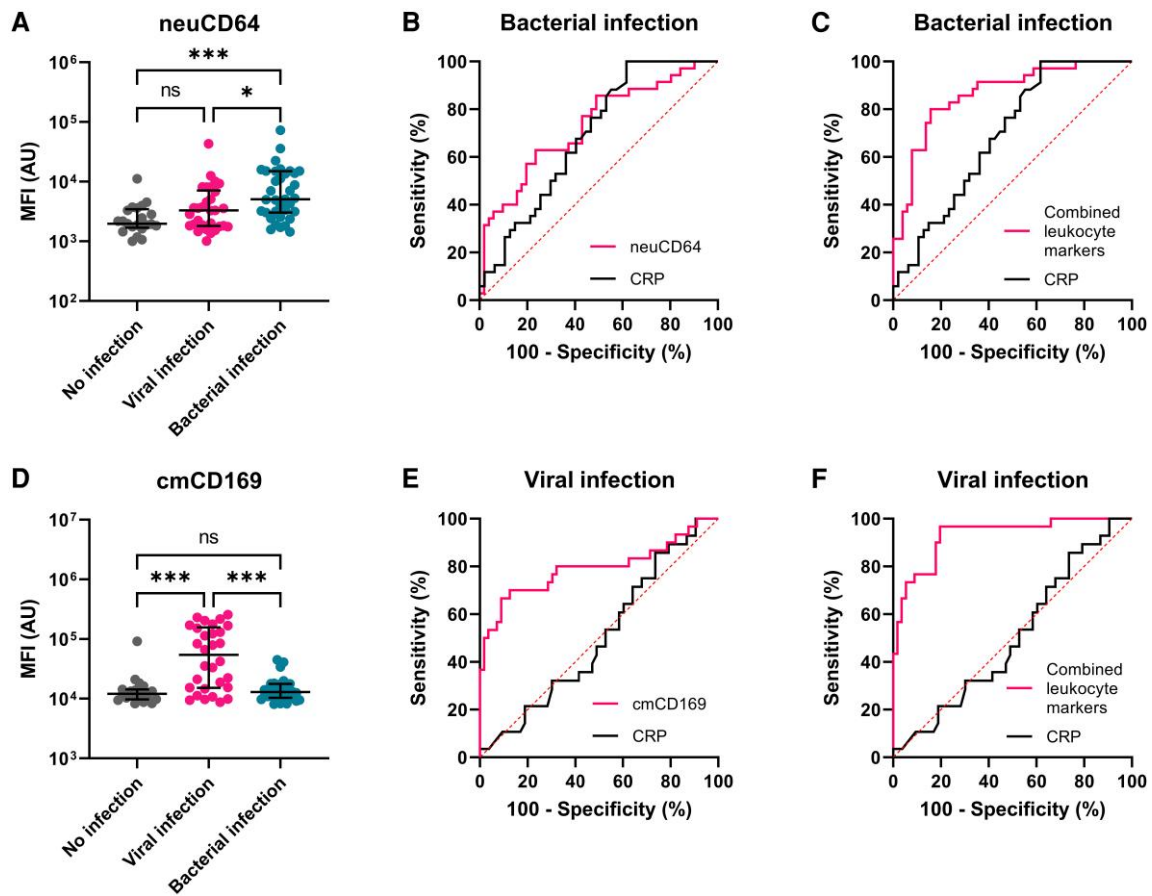 A
neuCD64
MFI (AU)
10⁶
10⁵
10⁴
10³
10²
***
ns
*
No infection
Viral infection
Bacterial infection
B
Bacterial infection
Sensitivity (%)
100
80
60
40
20
0
neuCD64
CRP
0 20 40 60 80 100
100 - Specificity (%)
C
Bacterial infection
Sensitivity (%)
100
80
60
40
20
0
Combined
leukocyte
markers
CRP
0 20 40 60 80 100
100 - Specificity (%)
D
cmCD169
MFI (AU)
10⁷
10⁶
10⁵
10⁴
10³
ns
***
***
No infection
Viral infection
Bacterial infection
E
Viral infection
Sensitivity (%)
100
80
60
40
20
0
cmCD169
CRP
0 20 40 60 80 100
100 - Specificity (%)
F
Viral infection
Sensitivity (%)
100
80
60
40
20
0
Combined
leukocyte
markers
CRP
0 20 40 60 80 100
100 - Specificity (%)